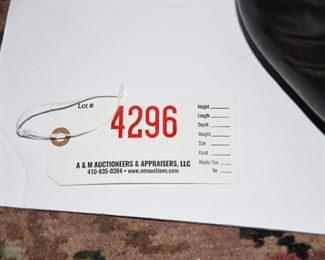 Lot #
4296
Height
Length
Depth
Weight
Size
Karat
Works Yes
No
A & M AUCTIONEERS & APPRAISERS, LLC
410-835-0384 • www.amauctions.com